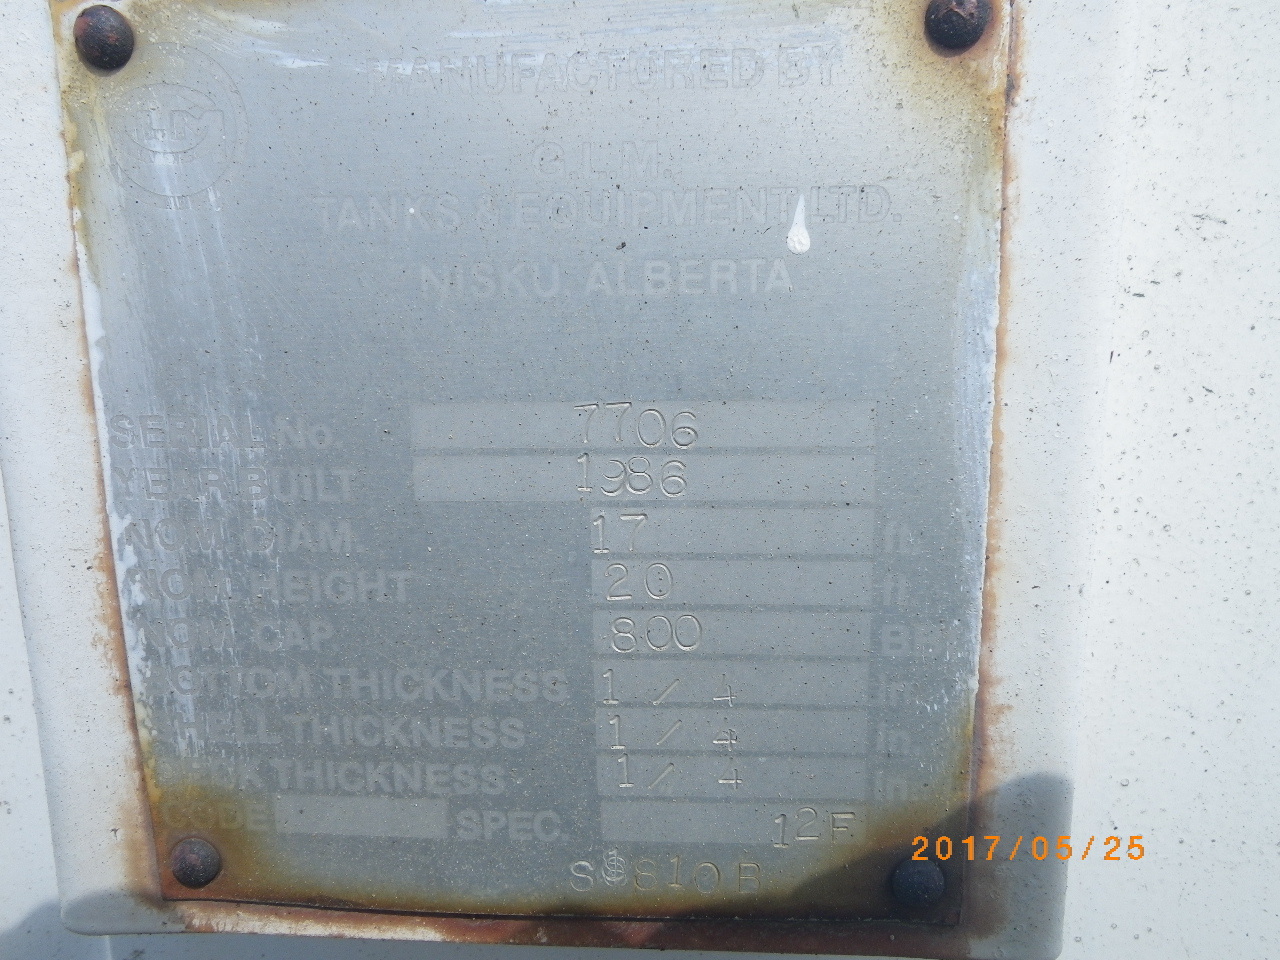 MANUFACTURED BY
G.L.M.
TANKS & EQUIPMENT LTD.
NISKU, ALBERTA
SERIAL No. 7706
YEAR BUILT 1986
NOM. DIAM. 17 ft.
NOM. HEIGHT 20 ft
NOM. CAP. 800
BOTTOM THICKNESS 1/4 in.
SHELL THICKNESS 1/4 in.
DECK THICKNESS 1/4 in.
CODE SPEC. 12F
810B
2017/05/25